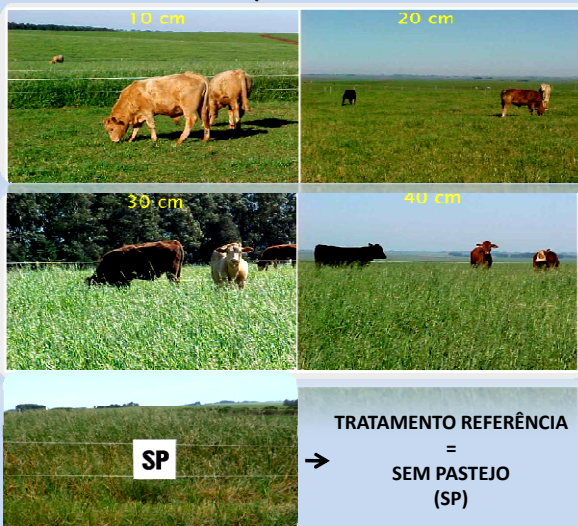 10 cm
20 cm
30 cm
40 cm
SP
TRATAMENTO REFERÊNCIA
=
SEM PASTEJO
(SP)